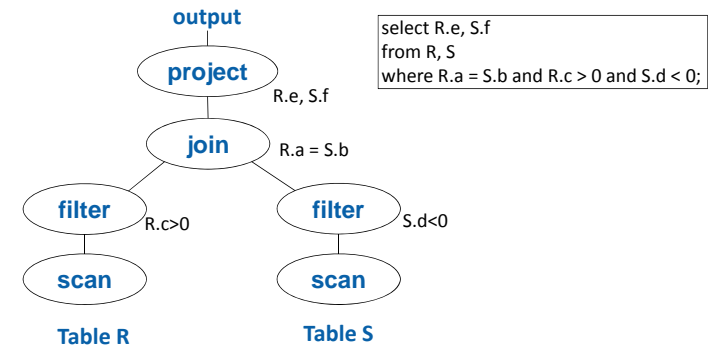 output
select R.e, S.f
from R, S
where R.a = S.b and R.c > 0 and S.d < 0;
project
R.e, S.f
join
R.a = S.b
filter
R.c>0
filter
S.d<0
scan
scan
Table R
Table S